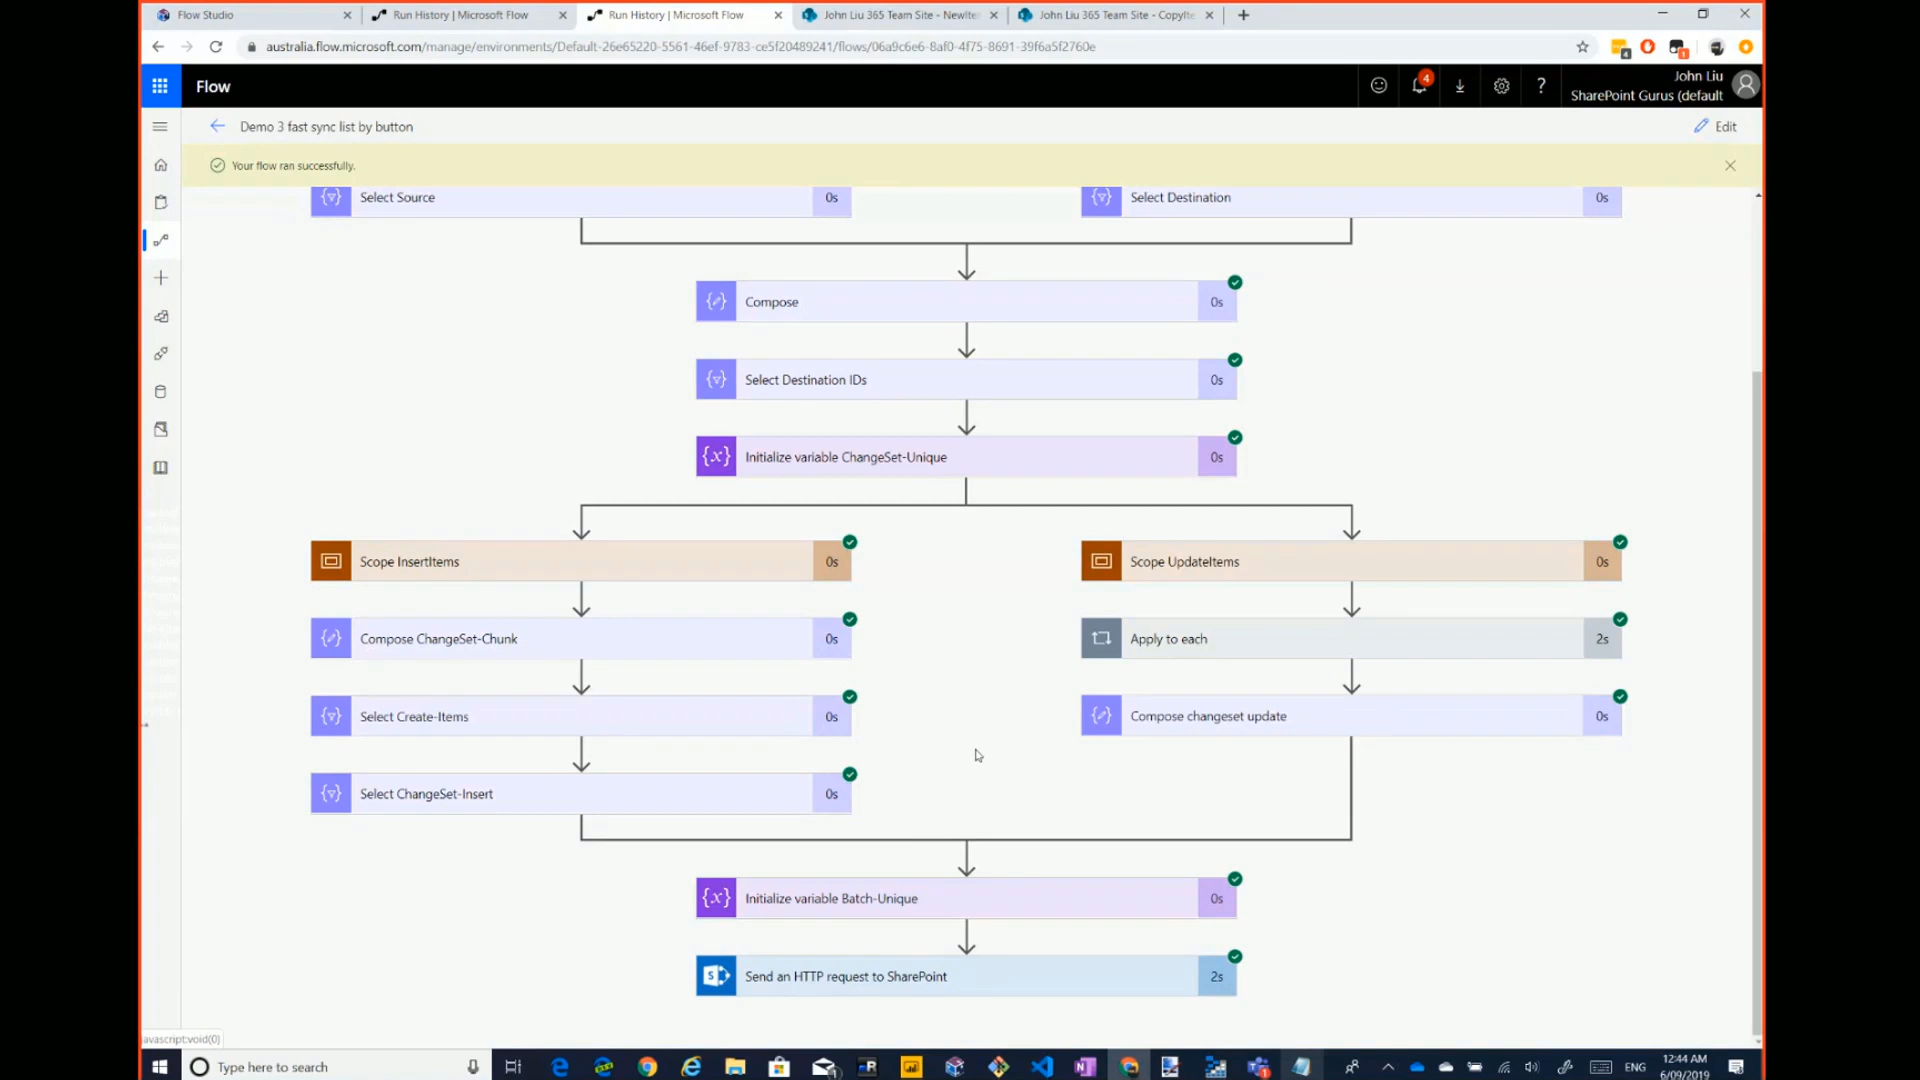 Flow Studio
Run History | Microsoft Flow
Run History | Microsoft Flow
John Liu 365 Team Site - NewIte
John Liu 365 Team Site - CopyIte
australia.flow.microsoft.com/manage/environments/Default-26e65220-5561-46ef-9783-ce5f20489241/flows/06a9c6e6-8af0-4f75-8691-39f6a5f2760e
Flow
4
John Liu
SharePoint Gurus (default
Demo 3 fast sync list by button
Edit
Your flow ran successfully.
Select Source 0s
Select Destination 0s
Compose 0s
Select Destination IDs 0s
Initialize variable ChangeSet-Unique 0s
Scope InsertItems 0s
Scope UpdateItems 0s
Compose ChangeSet-Chunk 0s
Apply to each 2s
Select Create-Items 0s
Compose changeset update 0s
Select ChangeSet-Insert 0s
Initialize variable Batch-Unique 0s
Send an HTTP request to SharePoint 2s
avascript:void(0)
Type here to search
ENG
12:44 AM
6/09/2019